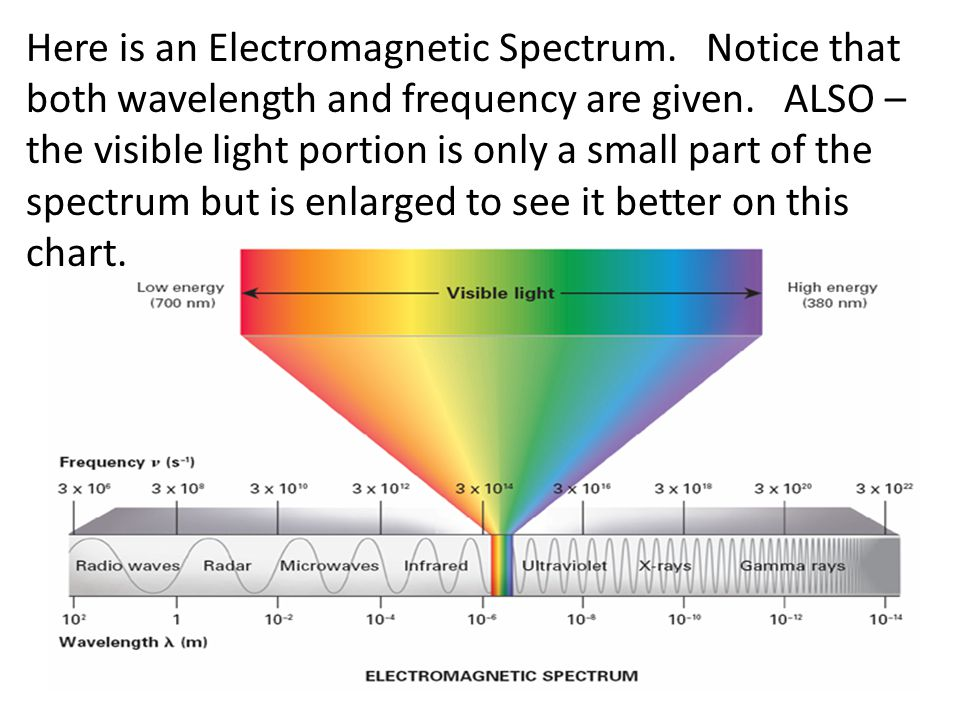 Here is an Electromagnetic Spectrum. Notice that
both wavelength and frequency are given. ALSO –
the visible light portion is only a small part of the
spectrum but is enlarged to see it better on this
chart.
Low energy
(700 nm)
Visible light
High energy
(380 nm)
Frequency ν (s⁻¹)
3 x 10⁶ 3 x 10⁸ 3 x 10¹⁰ 3 x 10¹² 3 x 10¹⁴ 3 x 10¹⁶ 3 x 10¹⁸ 3 x 10²⁰ 3 x 10²²
Radio waves Radar Microwaves Infrared Ultraviolet X-rays Gamma rays
10² 1 10⁻² 10⁻⁴ 10⁻⁶ 10⁻⁸ 10⁻¹⁰ 10⁻¹² 10⁻¹⁴
Wavelength λ (m)
ELECTROMAGNETIC SPECTRUM